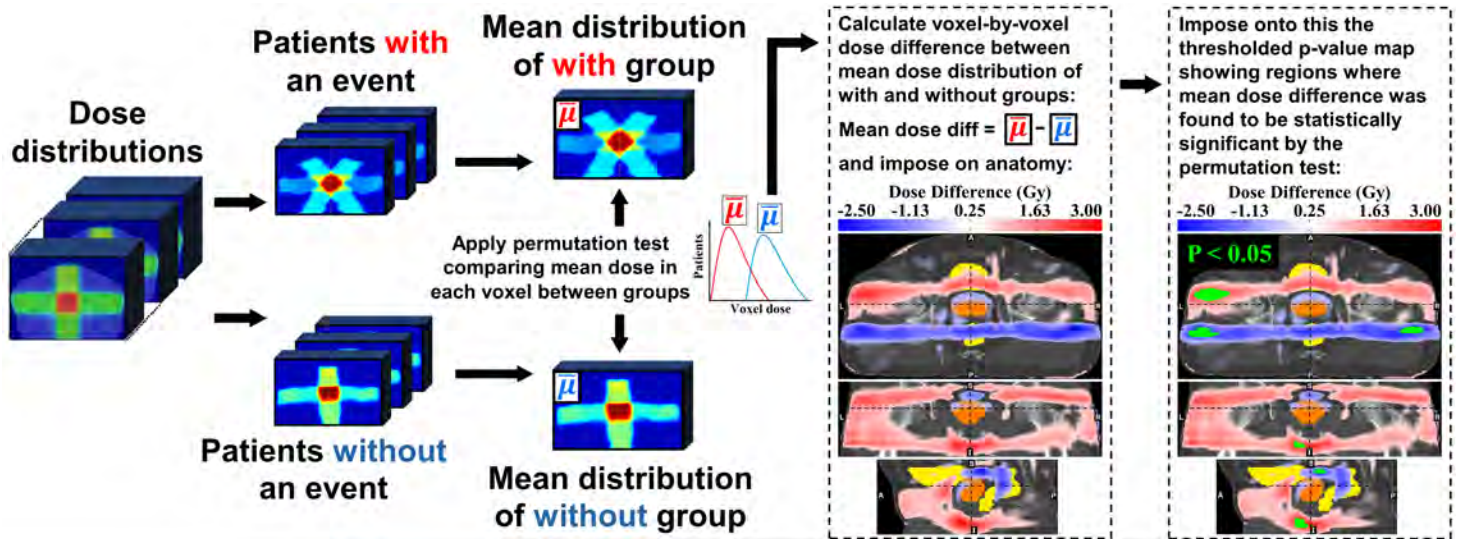 Dose
distributions
Patients with
an event
Patients without
an event
Mean distribution
of with group
μ̅
Apply permutation test
comparing mean dose in
each voxel between groups
μ̅
Mean distribution
of without group
μ̅ μ̅
Patients
Voxel dose
Calculate voxel-by-voxel
dose difference between
mean dose distribution of
with and without groups:
Mean dose diff = μ̅ - μ̅
and impose on anatomy:
Dose Difference (Gy)
-2.50 -1.13 0.25 1.63 3.00
A
L R
P
S
L R
I
S
A P
I
Impose onto this the
thresholded p-value map
showing regions where
mean dose difference was
found to be statistically
significant by the
permutation test:
Dose Difference (Gy)
-2.50 -1.13 0.25 1.63 3.00
P < 0.05
A
L R
P
S
L R
I
S
A P
I